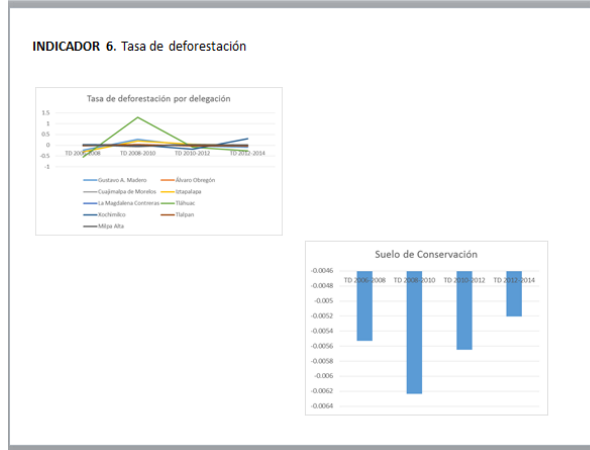 INDICADOR 6. Tasa de deforestación
Tasa de deforestación por delegación
1.5
1
0.5
0
-0.5
-1
TD 2006-2008 TD 2008-2010 TD 2010-2012 TD 2012-2014
Gustavo A. Madero Álvaro Obregón
Cuajimalpa de Morelos Iztapalapa
La Magdalena Contreras Tláhuac
Xochimilco Tlalpan
Milpa Alta
Suelo de Conservación
-0.0046
-0.0048
-0.005
-0.0052
-0.0054
-0.0056
-0.0058
-0.006
-0.0062
-0.0064
TD 2006-2008 TD 2008-2010 TD 2010-2012 TD 2012-2014